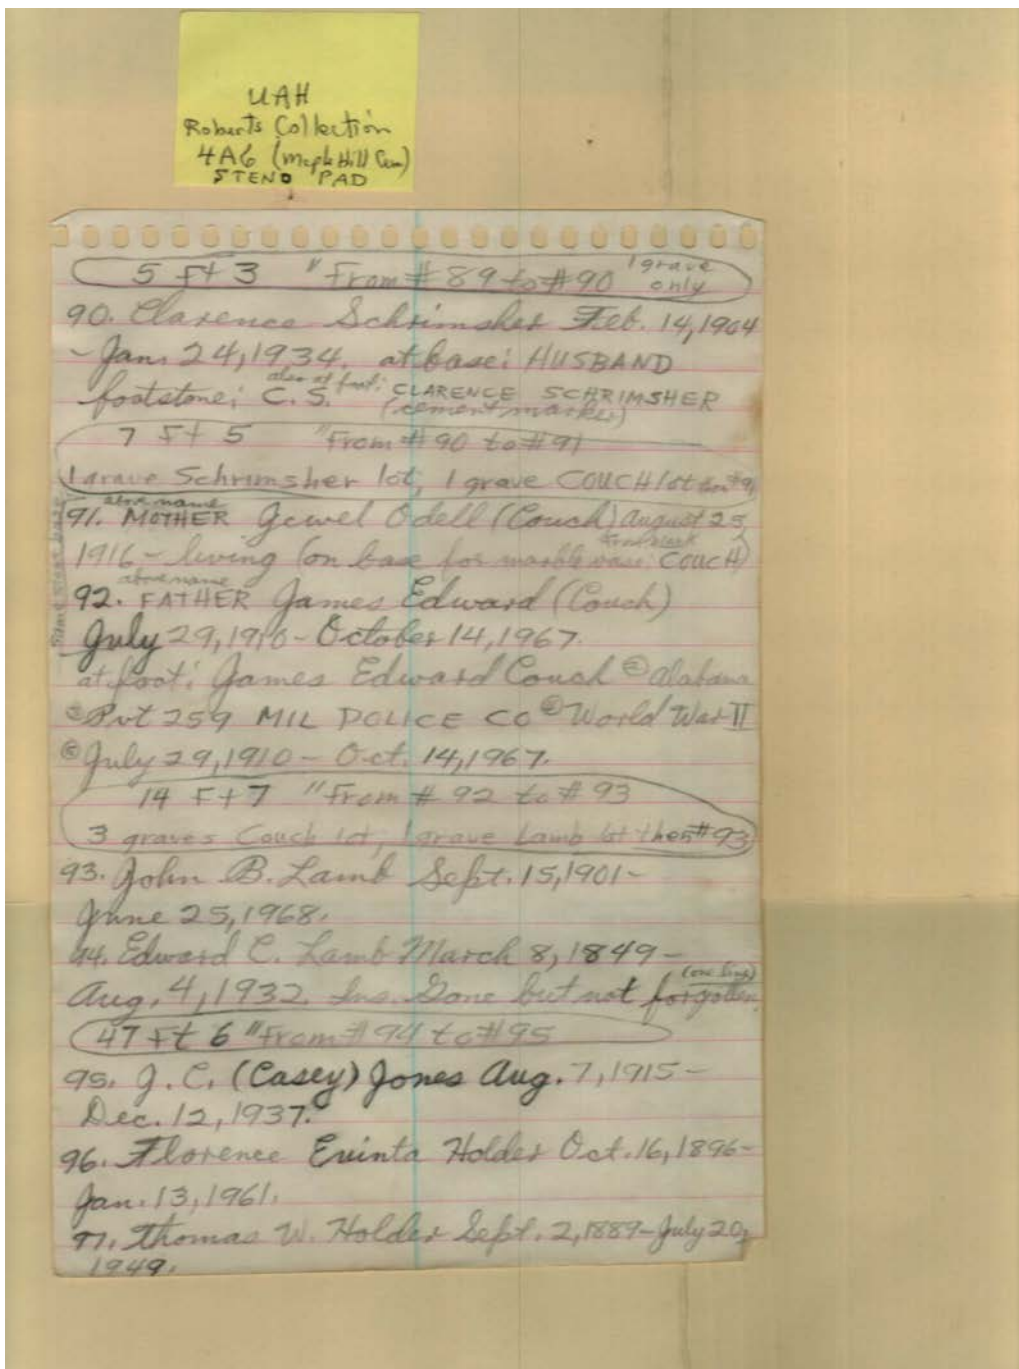 UAH
Roberts Collection
4A6 (Maple Hill Cem)
STENO PAD
5 Ft 3 " From # 89 to # 90 1 grave only
90. Clarence Schrimsher Feb. 14, 1904
- Jan. 24, 1934. at base: HUSBAND
footstone: C. S. also at foot: CLARENCE SCHRIMSHER
(cement marker)
7 Ft 5 " From # 90 to # 91
1 grave Schrimsher lot, 1 grave COUCH lot then # 91
above name
91. MOTHER Jewel Odell (Couch) August 25,
1916 - living (on base for marble vase: COUCH)
above name
92. FATHER James Edward (Couch)
July 29, 1910 - October 14, 1967.
at foot: James Edward Couch ② Alabama
③ Pvt 259 MIL POLICE CO ④ World War II
⑤ July 29, 1910 - Oct. 14, 1967.
14 Ft 7 " From # 92 to # 93
3 graves Couch lot, 1 grave Lamb lot then # 93
93. John B. Lamb Sept. 15, 1901 -
June 25, 1968.
94. Edward C. Lamb March 8, 1849 -
(one line)
Aug. 4, 1932. Ins. Gone but not forgotten.
47 Ft 6 " From # 94 to # 95
95. J. C. (Casey) Jones Aug. 7, 1915 -
Dec. 12, 1937.
96. Florence Evinta Holder Oct. 16, 1896 -
Jan. 13, 1961.
97. Thomas W. Holder Sept. 2, 1889 - July 20,
1949.